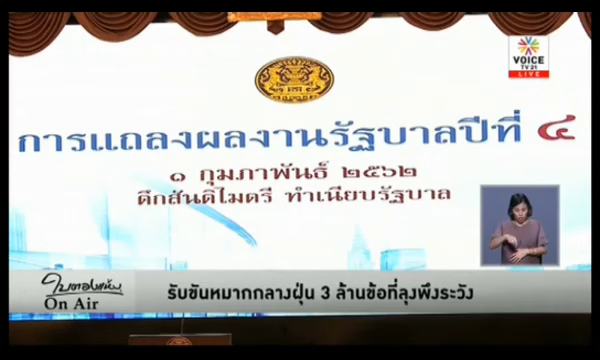 VOICE
TV 21
LIVE
การแถลงผลงานรัฐบาลปีที่ ๔
๑ กุมภาพันธ์ ๒๕๖๒
ตึกสันติไมตรี ทำเนียบรัฐบาล
ใบตองแห้ง
On Air
รับขันหมากกลางฝุ่น 3 ล้านข้อที่ลุงพึงระวัง